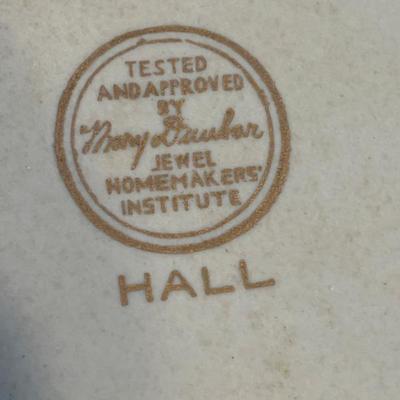 TESTED
AND APPROVED
BY
Mary Dunbar
JEWEL
HOMEMAKERS'
INSTITUTE
HALL